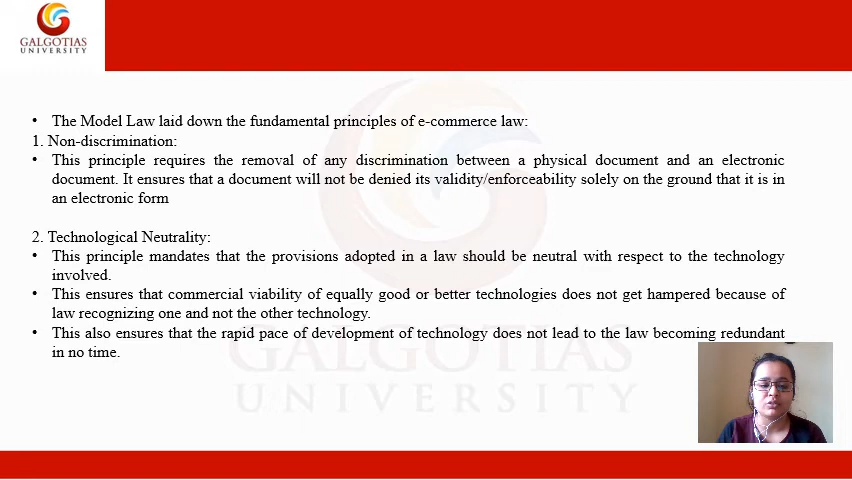 GALGOTIAS
UNIVERSITY
• The Model Law laid down the fundamental principles of e-commerce law:
1. Non-discrimination:
• This principle requires the removal of any discrimination between a physical document and an electronic
document. It ensures that a document will not be denied its validity/enforceability solely on the ground that it is in
an electronic form
2. Technological Neutrality:
• This principle mandates that the provisions adopted in a law should be neutral with respect to the technology
involved.
• This ensures that commercial viability of equally good or better technologies does not get hampered because of
law recognizing one and not the other technology.
• This also ensures that the rapid pace of development of technology does not lead to the law becoming redundant
in no time.
GALGOTIAS
UNIVERSITY